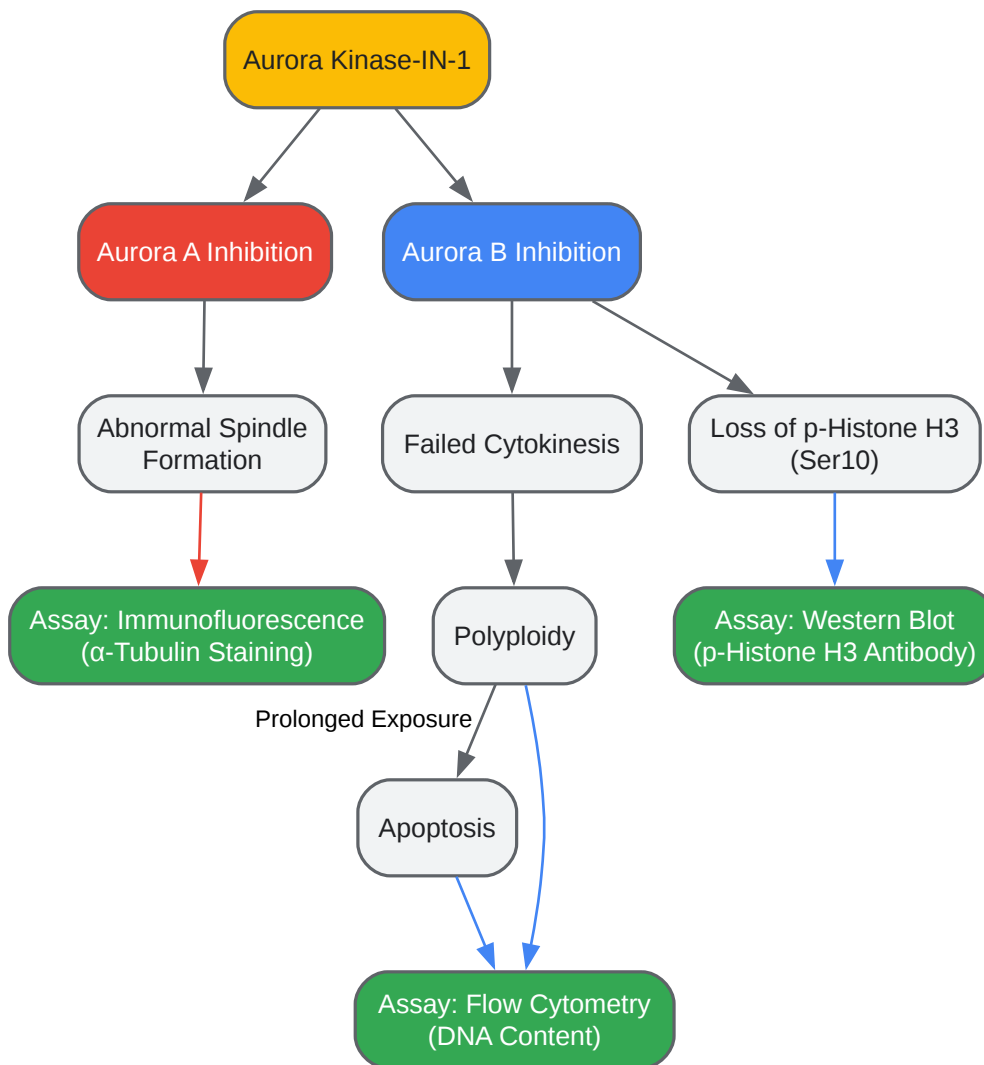 Aurora Kinase-IN-1
Aurora A Inhibition
Aurora B Inhibition
Abnormal Spindle
Formation
Failed Cytokinesis
Loss of p-Histone H3
(Ser10)
Assay: Immunofluorescence
(α-Tubulin Staining)
Polyploidy
Assay: Western Blot
(p-Histone H3 Antibody)
Prolonged Exposure
Apoptosis
Assay: Flow Cytometry
(DNA Content)